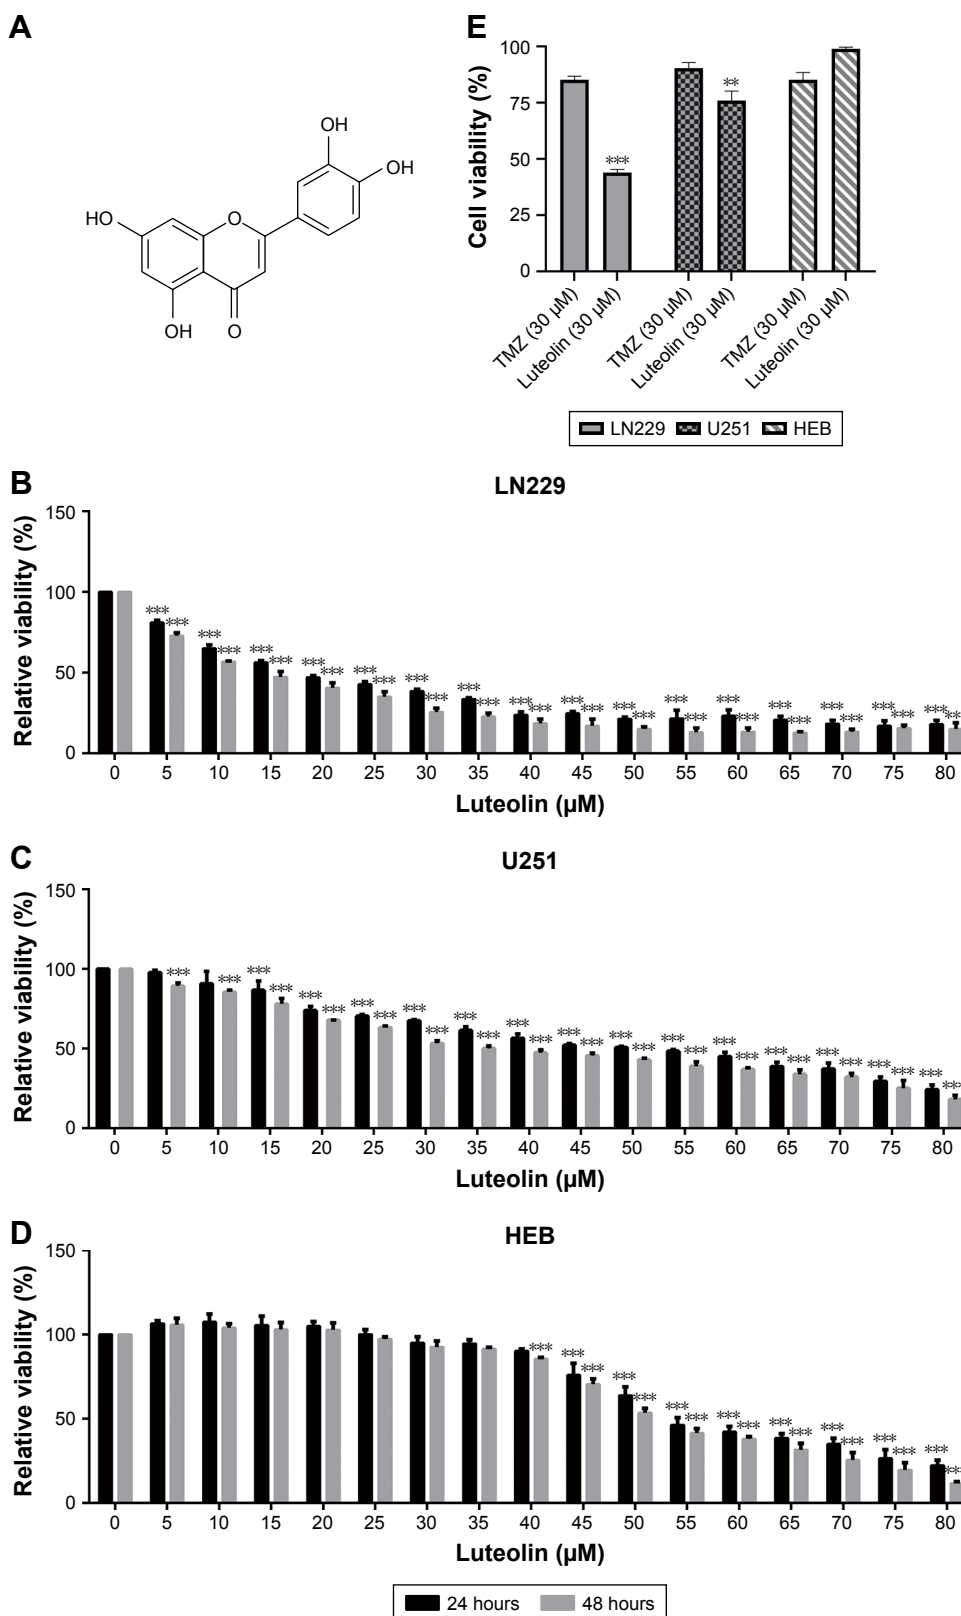 A
OH
OH
HO
O
OH
O
E
Cell viability (%)
100
75
50
25
0
***
**
TMZ (30 µM)
Luteolin (30 µM)
TMZ (30 µM)
Luteolin (30 µM)
TMZ (30 µM)
Luteolin (30 µM)
LN229 U251 HEB
B
LN229
Relative viability (%)
150
100
50
0
*** *** *** *** *** *** *** *** *** *** *** *** *** *** *** *** *** *** *** *** *** *** *** *** *** *** *** *** *** *** *** **
0 5 10 15 20 25 30 35 40 45 50 55 60 65 70 75 80
Luteolin (µM)
C
U251
Relative viability (%)
150
100
50
0
*** *** *** *** *** *** *** *** *** *** *** *** *** *** *** *** *** *** *** *** *** *** *** *** *** *** *** *** *** ***
0 5 10 15 20 25 30 35 40 45 50 55 60 65 70 75 80
Luteolin (µM)
D
HEB
Relative viability (%)
150
100
50
0
*** *** *** *** *** *** *** *** *** *** *** *** *** *** *** *** ***
0 5 10 15 20 25 30 35 40 45 50 55 60 65 70 75 80
Luteolin (µM)
24 hours 48 hours